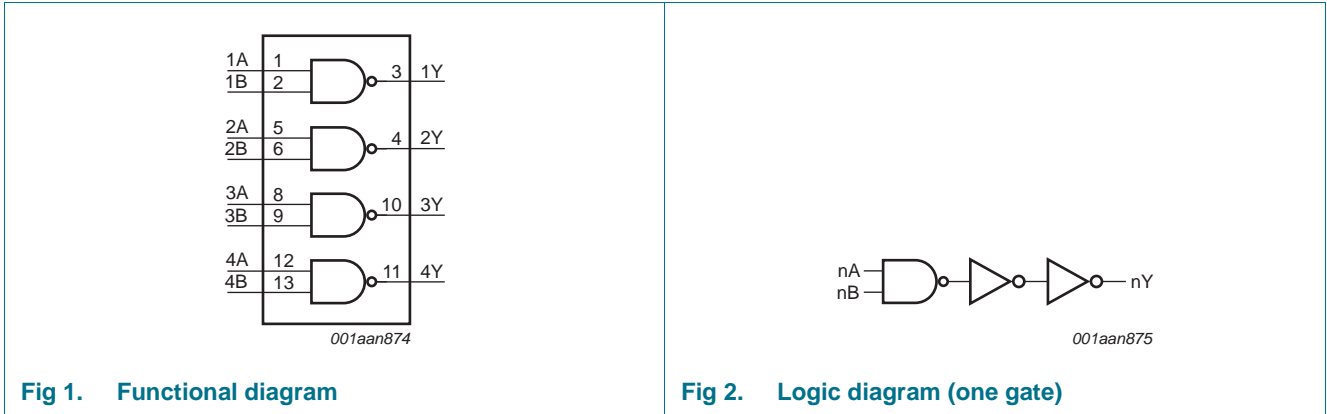 1A 1
1B 2
3 1Y
2A 5
2B 6
4 2Y
3A 8
3B 9
10 3Y
4A 12
4B 13
11 4Y
001aan874
Fig 1. Functional diagram
nA
nB
nY
001aan875
Fig 2. Logic diagram (one gate)